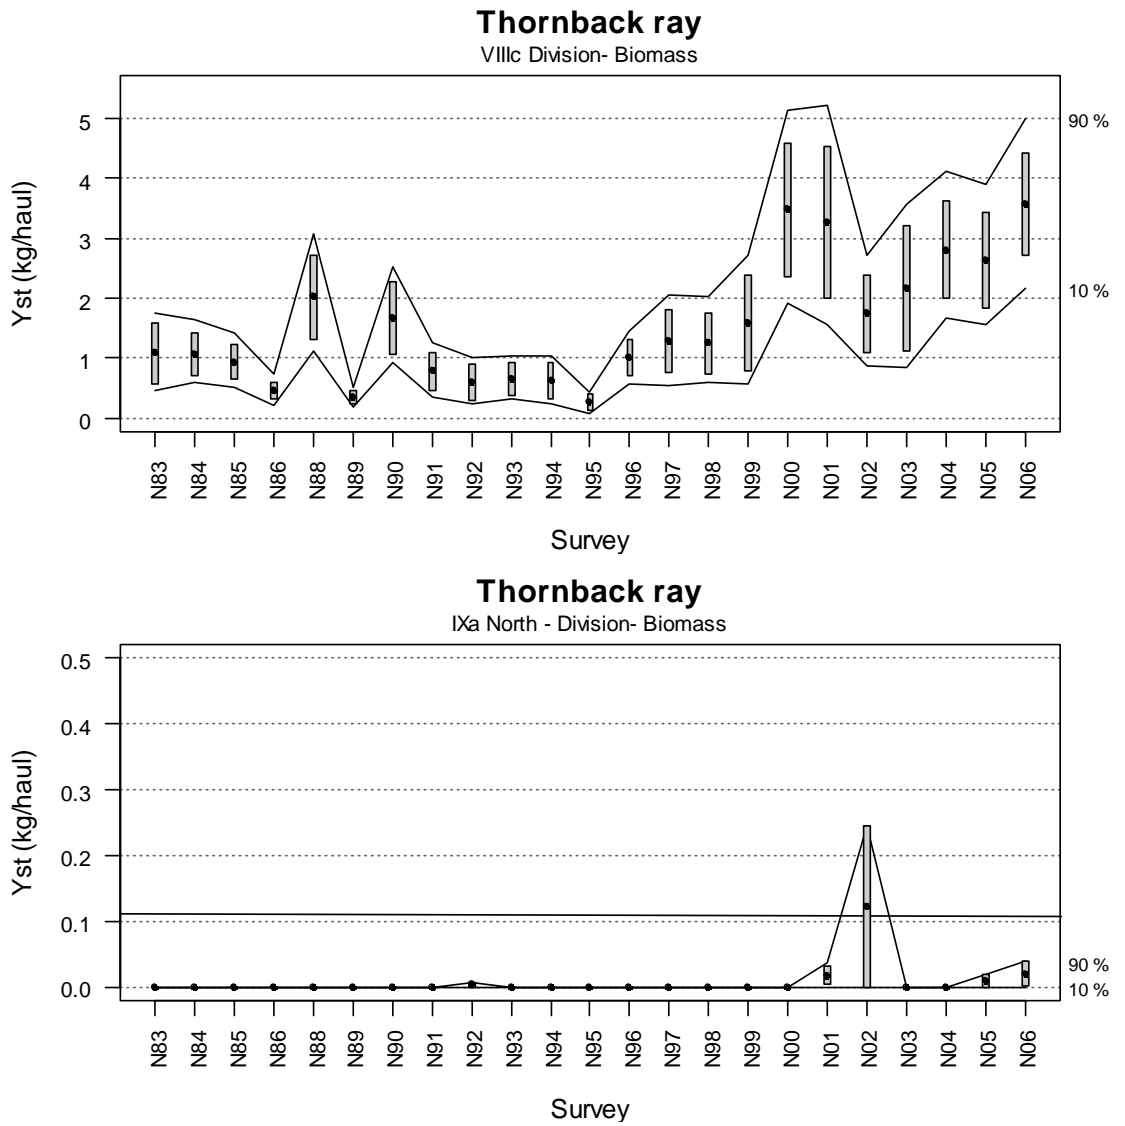 Thornback ray
VIIIc Division- Biomass
Yst (kg/haul)
5
4
3
2
1
0
90 %
10 %
N83 N84 N85 N86 N88 N89 N90 N91 N92 N93 N94 N95 N96 N97 N98 N99 N00 N01 N02 N03 N04 N05 N06
Survey
Thornback ray
IXa North - Division- Biomass
Yst (kg/haul)
0.5
0.4
0.3
0.2
0.1
0.0
90 %
10 %
N83 N84 N85 N86 N88 N89 N90 N91 N92 N93 N94 N95 N96 N97 N98 N99 N00 N01 N02 N03 N04 N05 N06
Survey